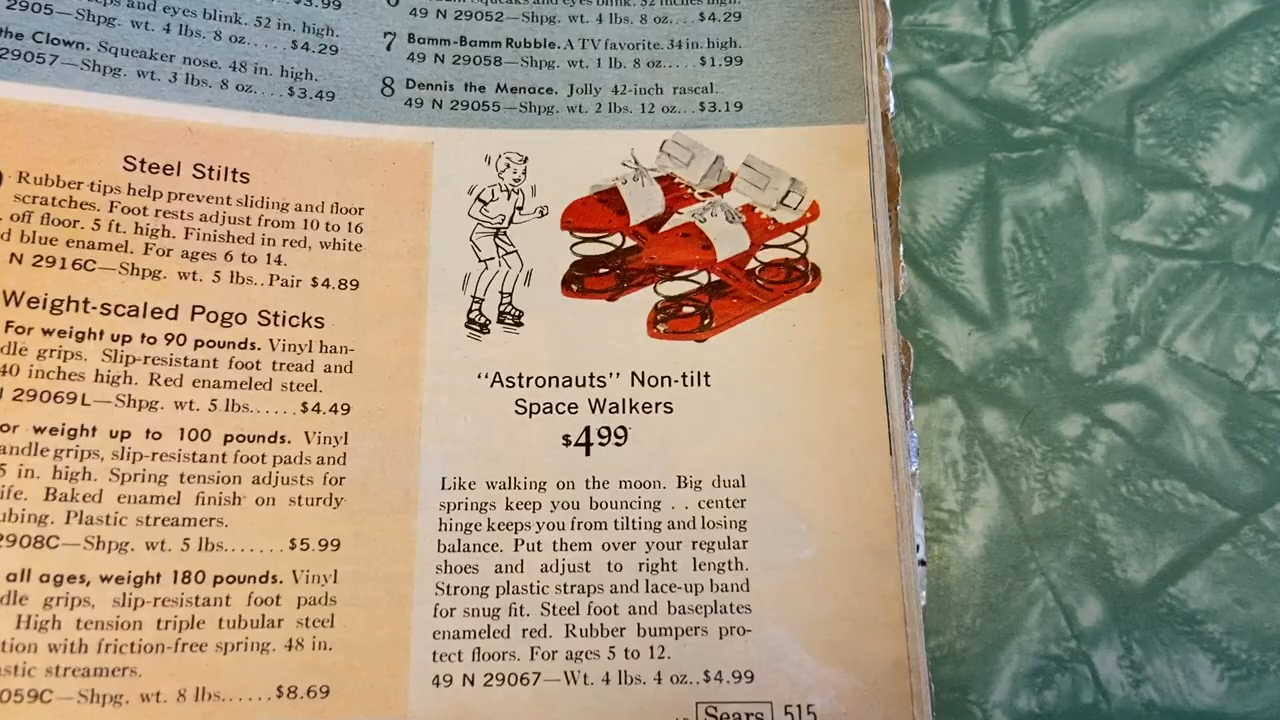 $3.99
2905—Shpg. wt. 4 lbs. 8 oz..... $4.29
and eyes blink. 52 in. high.
the Clown. Squeaker nose. 48 in. high.
29057—Shpg. wt. 3 lbs. 8 oz.... $3.49
49 N 29052—Shpg. wt. 4 lbs. 8 oz.... $4.29
7 Bamm-Bamm Rubble. A TV favorite. 34 in. high.
49 N 29058—Shpg. wt. 1 lb. 8 oz..... $1.99
8 Dennis the Menace. Jolly 42-inch rascal.
49 N 29055—Shpg. wt. 2 lbs. 12 oz... $3.19
Steel Stilts
Rubber tips help prevent sliding and floor
scratches. Foot rests adjust from 10 to 16
off floor. 5 ft. high. Finished in red, white
d blue enamel. For ages 6 to 14.
N 2916C—Shpg. wt. 5 lbs.. Pair $4.89
Weight-scaled Pogo Sticks
For weight up to 90 pounds. Vinyl han-
dle grips. Slip-resistant foot tread and
40 inches high. Red enameled steel.
29069L—Shpg. wt. 5 lbs...... $4.49
or weight up to 100 pounds. Vinyl
andle grips, slip-resistant foot pads and
5 in. high. Spring tension adjusts for
ife. Baked enamel finish on sturdy
ubing. Plastic streamers.
2908C—Shpg. wt. 5 lbs....... $5.99
all ages, weight 180 pounds. Vinyl
dle grips, slip-resistant foot pads
High tension triple tubular steel
tion with friction-free spring. 48 in.
astic streamers.
059C—Shpg. wt. 8 lbs...... $8.69
"Astronauts" Non-tilt
Space Walkers
$4.99
Like walking on the moon. Big dual
springs keep you bouncing . . center
hinge keeps you from tilting and losing
balance. Put them over your regular
shoes and adjust to right length.
Strong plastic straps and lace-up band
for snug fit. Steel foot and baseplates
enameled red. Rubber bumpers pro-
tect floors. For ages 5 to 12.
49 N 29067—Wt. 4 lbs. 4 oz.. $4.99
Sears 515